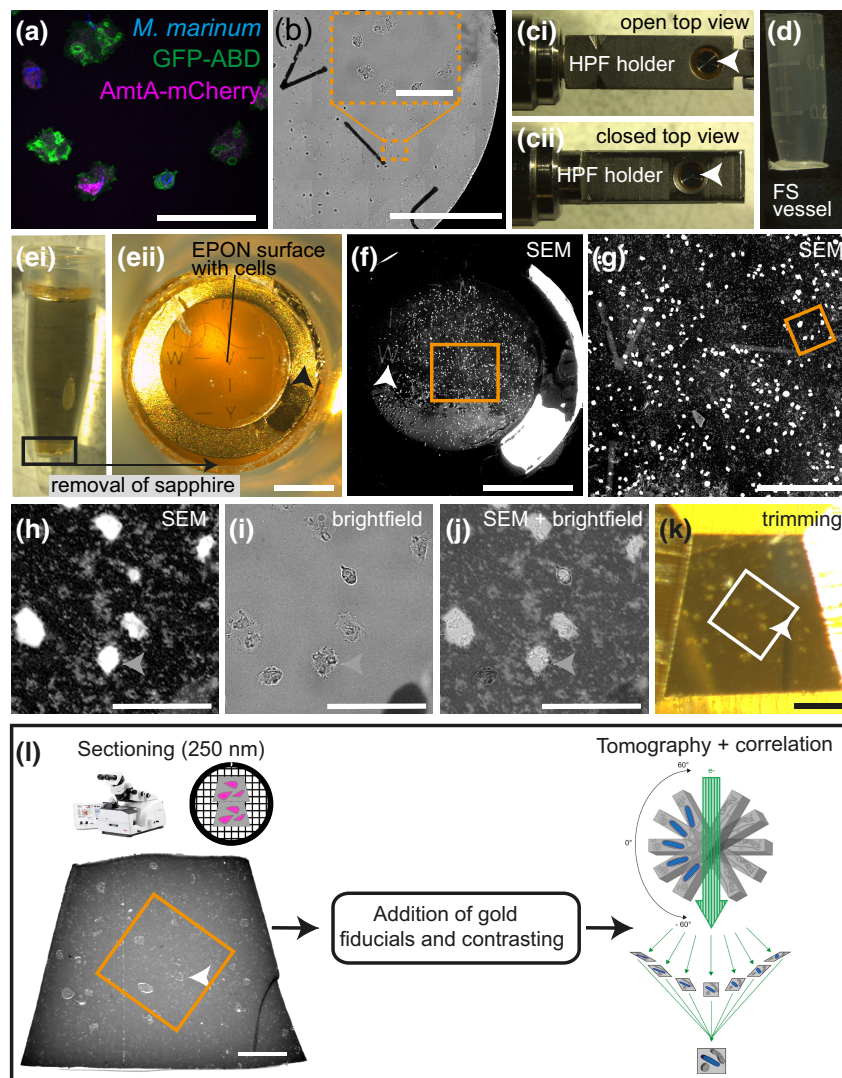 (a)
M. marinum
GFP-ABD
AmtA-mCherry
(b)
(ci)
open top view
HPF holder
(cii)
closed top view
HPF holder
(d)
FS
vessel
(ei)
(eii)
EPON surface
with cells
removal of sapphire
(f)
SEM
W
(g)
SEM
(h)
SEM
(i)
brightfield
(j)
SEM + brightfield
(k)
trimming
(l)
Sectioning (250 nm)
Addition of gold
fiducials and contrasting
Tomography + correlation
60°
e-
0°
- 60°